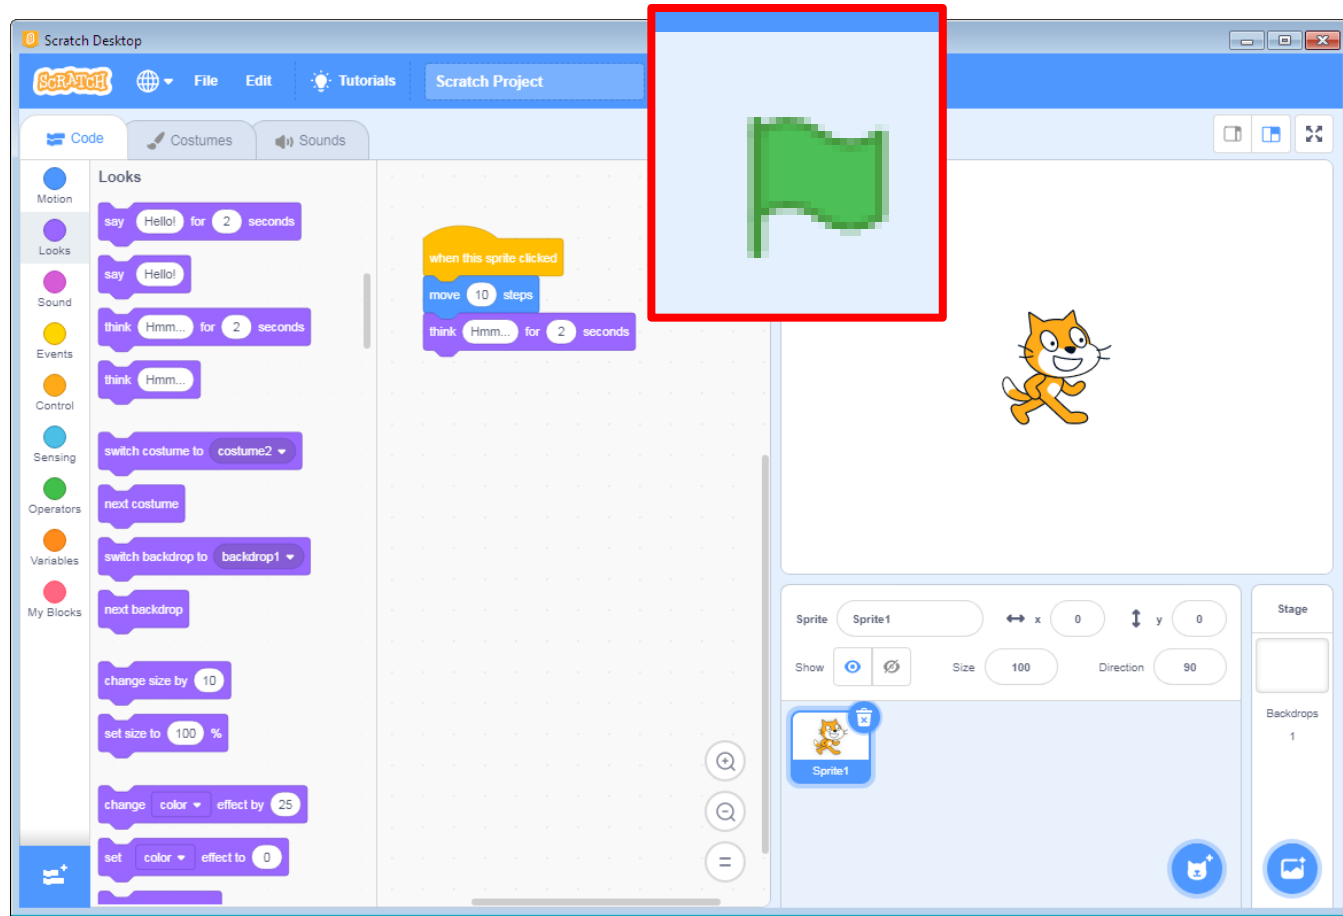 Scratch Desktop
SCRATCH File Edit Tutorials Scratch Project
Code Costumes Sounds
Motion
Looks
Sound
Events
Control
Sensing
Operators
Variables
My Blocks
Looks
say Hello! for 2 seconds
say Hello!
think Hmm... for 2 seconds
think Hmm...
switch costume to costume2
next costume
switch backdrop to backdrop1
next backdrop
change size by 10
set size to 100 %
change color effect by 25
set color effect to 0
when this sprite clicked
move 10 steps
think Hmm... for 2 seconds
Sprite Sprite1 x 0 y 0
Show Size 100 Direction 90
Sprite1
Stage
Backdrops
1